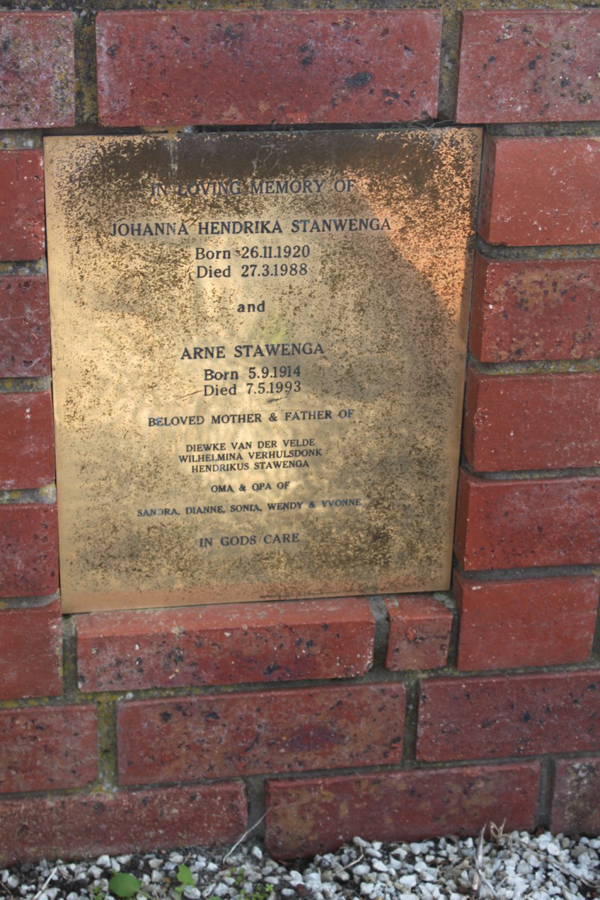 IN LOVING MEMORY OF
JOHANNA HENDRIKA STANWENGA
Born 26.11.1920
Died 27.3.1988
and
ARNE STAWENGA
Born 5.9.1914
Died 7.5.1993
BELOVED MOTHER & FATHER OF
DIEWKE VAN DER VELDE
WILHELMINA VERHULSDONK
HENDRIKUS STAWENGA
OMA & OPA OF
SANDRA, DIANNE, SONIA, WENDY & YVONNE
IN GODS CARE